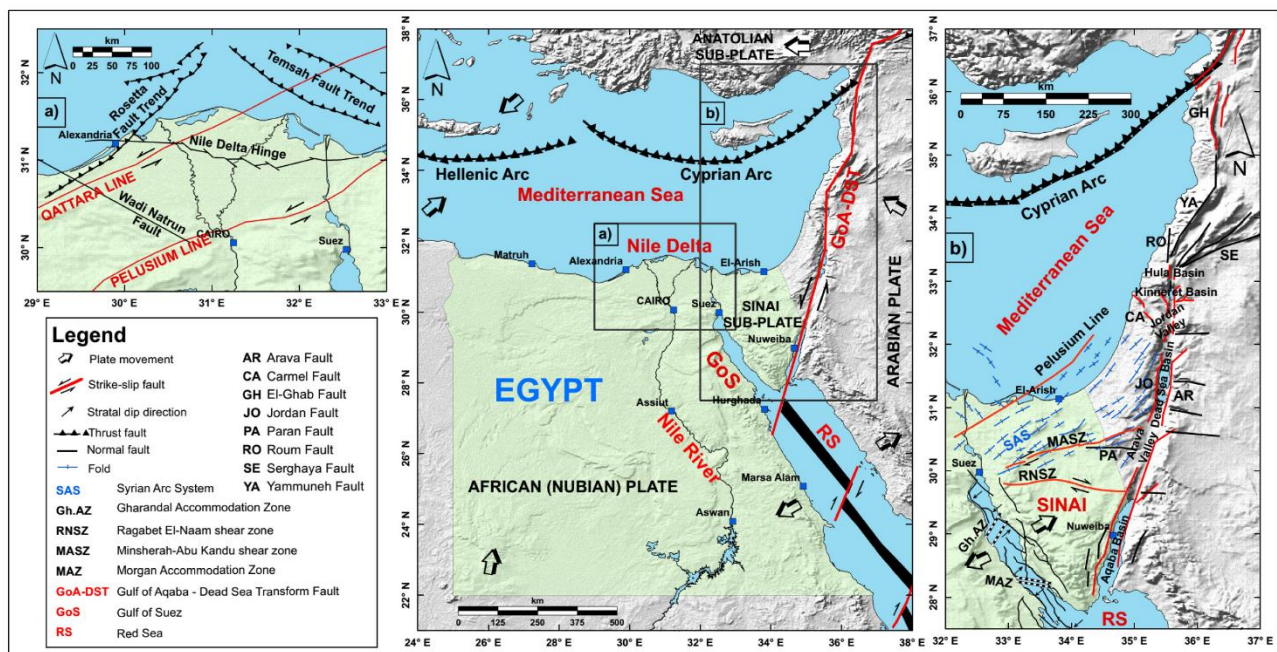 km
0 25 50 75 100
N
a)
Rosetta
Fault Trend
Temsah Fault Trend
Alexandria
Nile Delta Hinge
QATTARA LINE
Wadi Natrun
Fault
CAIRO
Suez
PELUSIUM LINE
32° N
31° N
30° N
29° E 30° E 31° E 32° E 33° E
Legend
Plate movement
Strike-slip fault
Stratal dip direction
Thrust fault
Normal fault
Fold
SAS Syrian Arc System
Gh.AZ Gharandal Accommodation Zone
RNSZ Ragabet El-Naam shear zone
MASZ Minsherah-Abu Kandu shear zone
MAZ Morgan Accommodation Zone
GoA-DST Gulf of Aqaba - Dead Sea Transform Fault
GoS Gulf of Suez
RS Red Sea
AR Arava Fault
CA Carmel Fault
GH El-Ghab Fault
JO Jordan Fault
PA Paran Fault
RO Roum Fault
SE Serghaya Fault
YA Yammuneh Fault
38° N
36° N
34° N
32° N
30° N
28° N
26° N
24° N
22° N
N
ANATOLIAN
SUB-PLATE
b)
Hellenic Arc
Cyprian Arc
Mediterranean Sea
GoA-DST
a)
Nile Delta
Matruh
Alexandria
El-Arish
CAIRO
Suez
SINAI
SUB-PLATE
Nuweiba
ARABIAN PLATE
EGYPT
GoS
Hurghada
Assiut
Nile River
RS
Marsa Alam
AFRICAN (NUBIAN) PLATE
Aswan
km
0 125 250 375 500
24° E 26° E 28° E 30° E 32° E 34° E 36° E 38° E
37° N
36° N
35° N
34° N
33° N
32° N
31° N
30° N
29° N
28° N
km
0 75 150 225 300
GH
N
Cyprian Arc
Mediterranean Sea
YA
b)
RO
SE
Hula Basin
Kinneret Basin
CA
Jordan
Valley
Pelusium Line
El-Arish
JO
Dead Sea Basin
AR
SAS
MASZ
Arava
Valley
PA
Suez
RNSZ
SINAI
Nuweiba
Gh.AZ
Aqaba Basin
MAZ
RS
32° E 33° E 34° E 35° E 36° E 37° E